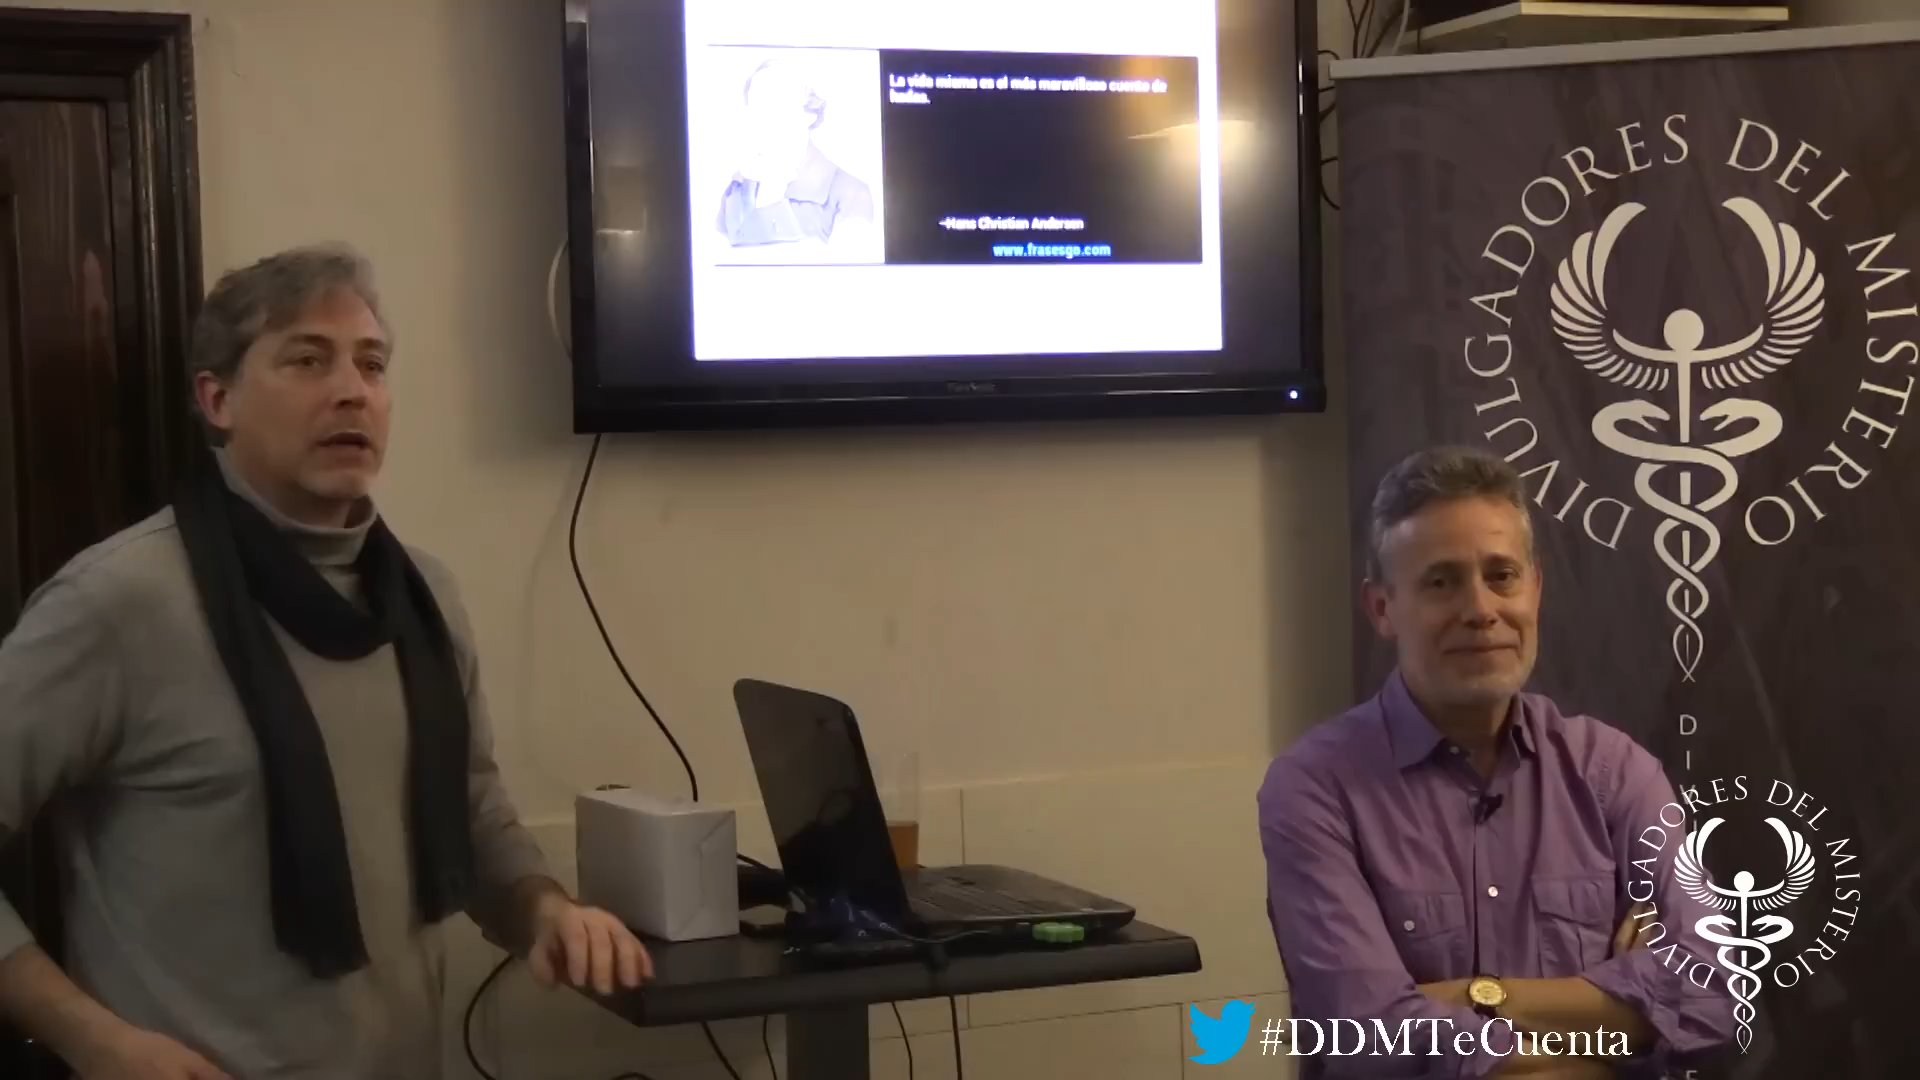 La vida misma es el más maravilloso cuento de
hadas.
-Hans Christian Andersen
www.frasesgo.com
DIVULGADORES DEL MISTERIO
DIVULGADORES DEL MISTERIO
#DDMTeCuenta